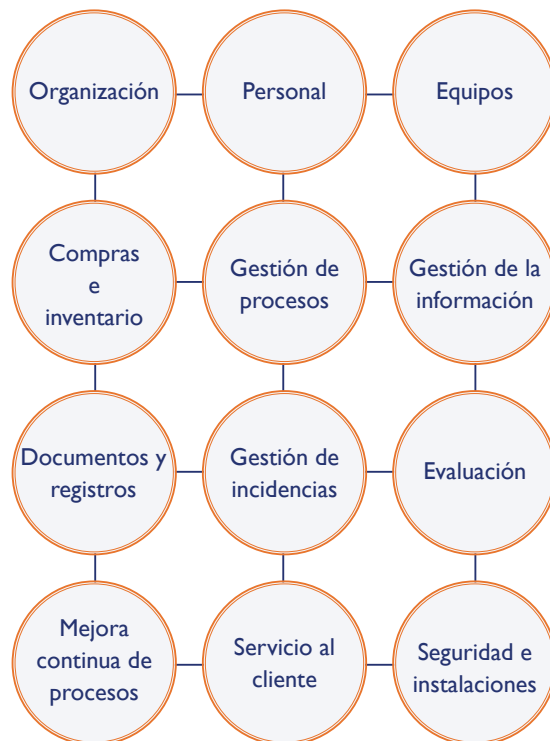 Organización
Personal
Equipos
Compras
e
inventario
Gestión de
procesos
Gestión de la
información
Documentos y
registros
Gestión de
incidencias
Evaluación
Mejora
continua de
procesos
Servicio al
cliente
Seguridad e
instalaciones